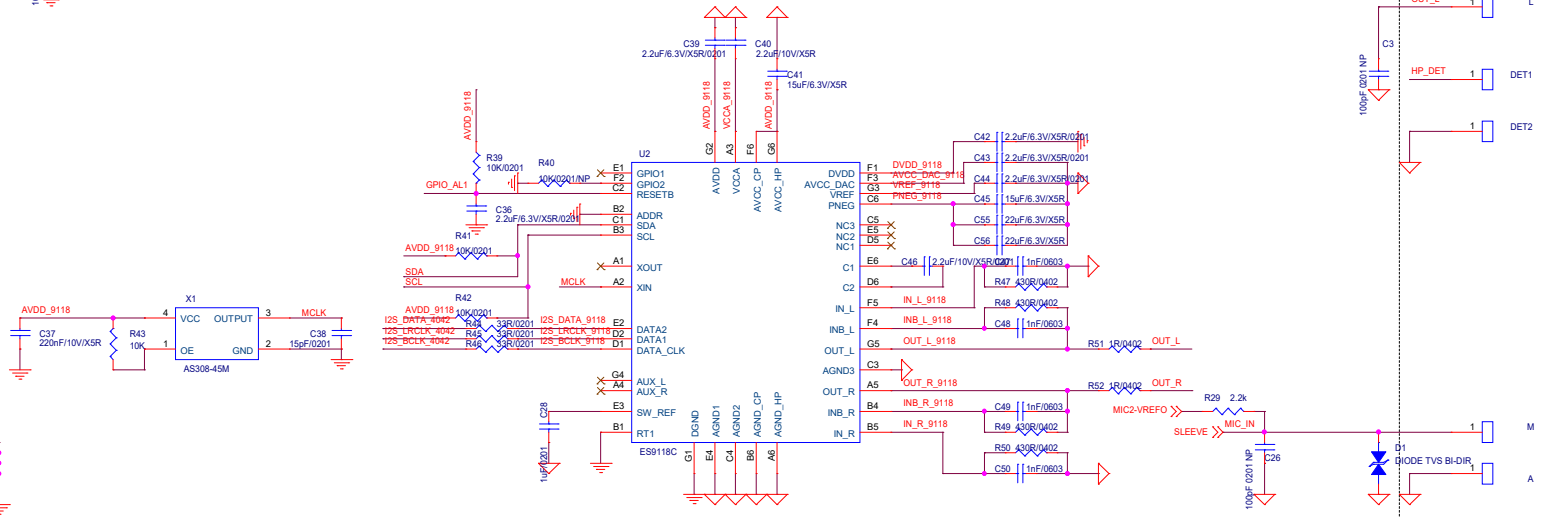 L
C3
100pF 0201 NP
HP_DET
1
DET1
1
DET2
C39
2.2uF/6.3V/X5R/0201
C40
2.2uF/10V/X5R
C41
15uF/6.3V/X5R
AVDD_9118
VCCA_9118
AVDD_9118
G2
A3
F6
G6
AVDD_9118
R39
10K/0201
R40
10K/0201/NP
GPIO_AL1
C36
2.2uF/6.3V/X5R/0201
U2
E1
GPIO1
F2
GPIO2
C2
RESETB
B2
ADDR
C1
SDA
B3
SCL
A1
XOUT
A2
XIN
E2
DATA2
D2
DATA1
D1
DATA_CLK
G4
AUX_L
A4
AUX_R
E3
SW_REF
B1
RT1
AVDD
VCCA
AVCC_CP
AVCC_HP
DGND
AGND1
AGND2
AGND_CP
AGND_HP
G1
E4
C4
B6
A6
ES9118C
DVDD
F1
AVCC_DAC
F3
VREF
G3
PNEG
C6
NC3
C5
NC2
E5
NC1
D5
C1
E6
C2
D6
IN_L
F5
INB_L
F4
OUT_L
G5
AGND3
C3
OUT_R
A5
INB_R
B4
IN_R
B5
DVDD_9118
AVCC_DAC_9118
VREF_9118
PNEG_9118
C42
2.2uF/6.3V/X5R/0201
C43
2.2uF/6.3V/X5R/0201
C44
2.2uF/6.3V/X5R/0201
C45
15uF/6.3V/X5R
C55
22uF/6.3V/X5R
C56
22uF/6.3V/X5R
C46
2.2uF/10V/X5R/0201
1nF/0603
R47 430R/0402
IN_L_9118
R48 430R/0402
INB_L_9118
C48
1nF/0603
OUT_L_9118
R51 1R/0402
OUT_L
OUT_R_9118
R52 1R/0402
OUT_R
INB_R_9118
C49
1nF/0603
R49 430R/0402
IN_R_9118
R50 430R/0402
C50
1nF/0603
R41
AVDD_9118
10K/0201
SDA
SCL
MCLK
R42
AVDD_9118
10K/0201
I2S_DATA_4042
R44
33R/0201
I2S_DATA_9118
I2S_LRCLK_4042
R45
33R/0201
I2S_LRCLK_9118
I2S_BCLK_4042
R46
33R/0201
I2S_BCLK_9118
C28
1uF/0201
AVDD_9118
C37
220nF/10V/X5R
R43
10K
X1
4
VCC
OUTPUT
3
1
OE
GND
2
AS308-45M
MCLK
C38
15pF/0201
MIC2-VREFO
R29
2.2k
SLEEVE
MIC_IN
C26
100pF 0201 NP
D1
DIODE TVS BI-DIR
1
M
1
A